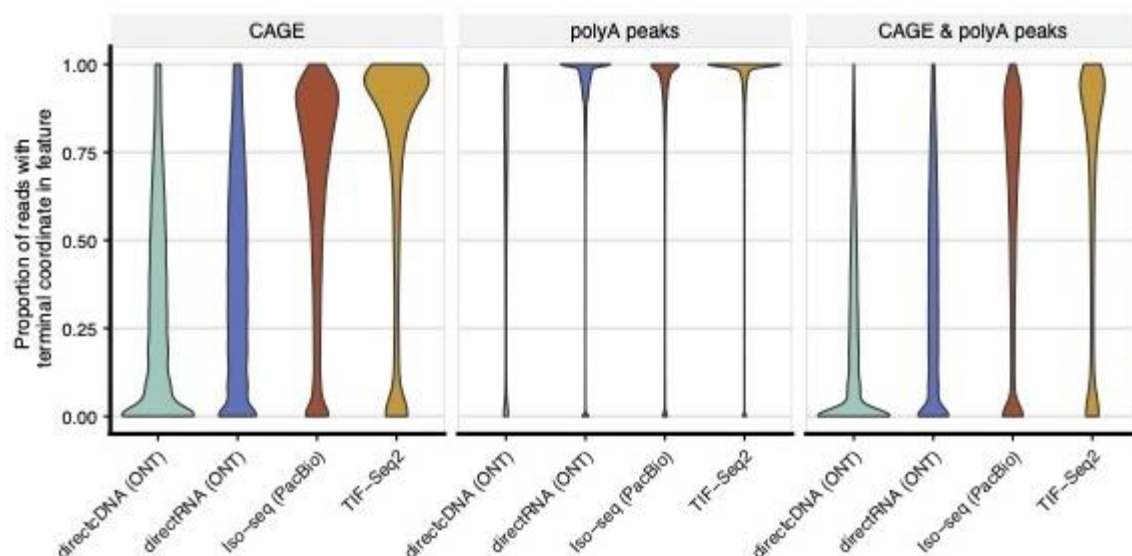 CAGE
polyA peaks
CAGE & polyA peaks
Proportion of reads with
terminal coordinate in feature
1.00
0.75
0.50
0.25
0.00
directcDNA (ONT)
directRNA (ONT)
Iso-seq (PacBio)
TIF-Seq2
directcDNA (ONT)
directRNA (ONT)
Iso-seq (PacBio)
TIF-Seq2
directcDNA (ONT)
directRNA (ONT)
Iso-seq (PacBio)
TIF-Seq2